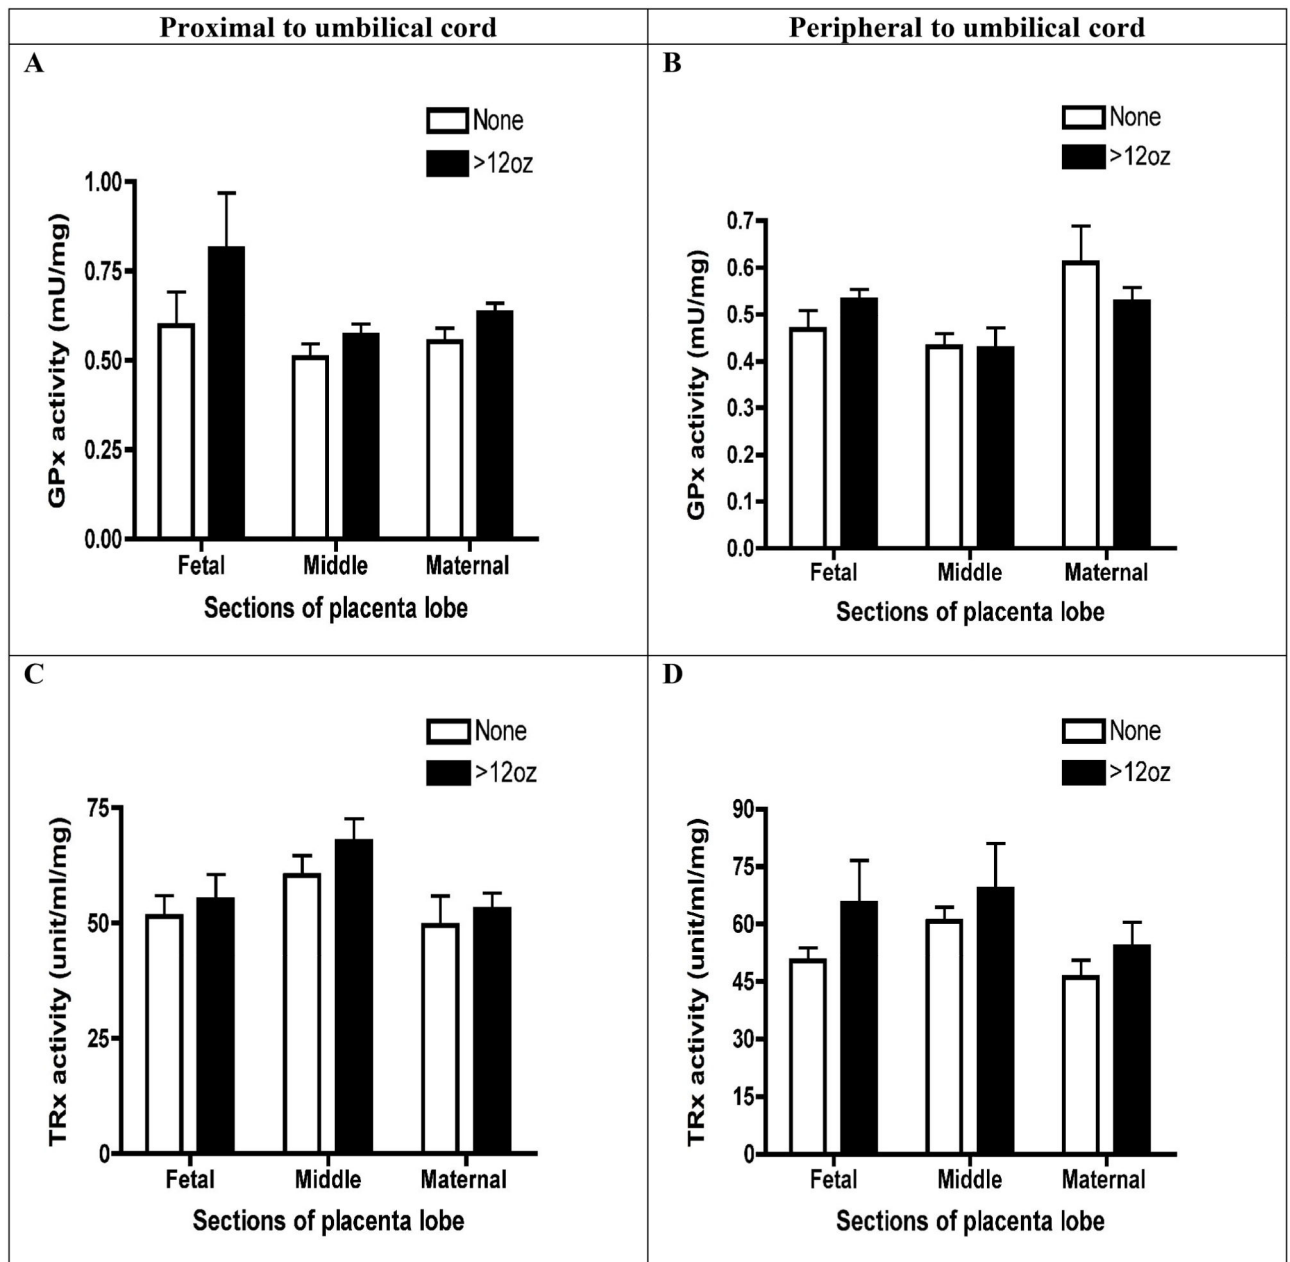 Proximal to umbilical cord
Peripheral to umbilical cord
A
None
>12oz
1.00
0.75
0.50
0.25
0.00
GPx activity (mU/mg)
Fetal Middle Maternal
Sections of placenta lobe
B
None
>12oz
0.7
0.6
0.5
0.4
0.3
0.2
0.1
0.0
GPx activity (mU/mg)
Fetal Middle Maternal
Sections of placenta lobe
C
None
>12oz
75
50
25
0
TRx activity (unit/ml/mg)
Fetal Middle Maternal
Sections of placenta lobe
D
None
>12oz
90
75
60
45
30
15
0
TRx activity (unit/ml/mg)
Fetal Middle Maternal
Sections of placenta lobe